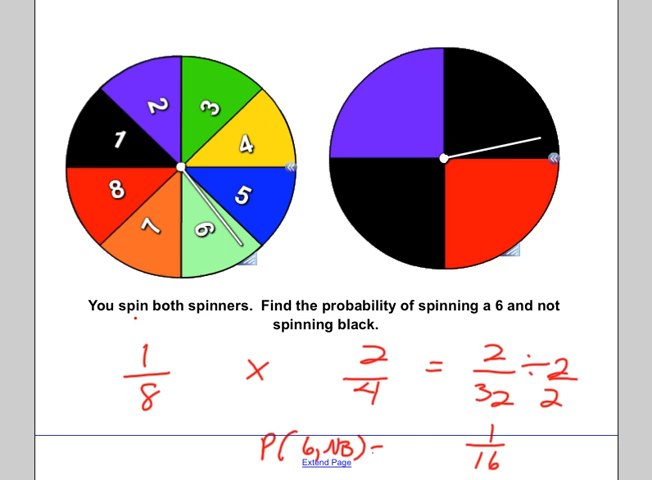 2 3
1 4
8 5
7 6
You spin both spinners. Find the probability of spinning a 6 and not
spinning black.
1/8 × 2/4 = 2/32 ÷ 2/2
P(6,NB) = 1/16
Extend Page